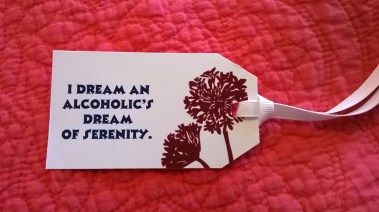 I DREAM AN
ALCOHOLIC'S
DREAM
OF SERENITY.